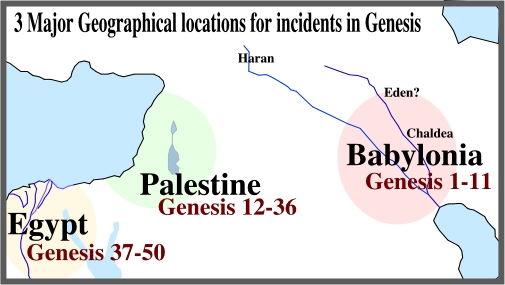 3 Major Geographical locations for incidents in Genesis
Haran
Eden?
Chaldea
Babylonia
Genesis 1-11
Palestine
Genesis 12-36
Egypt
Genesis 37-50